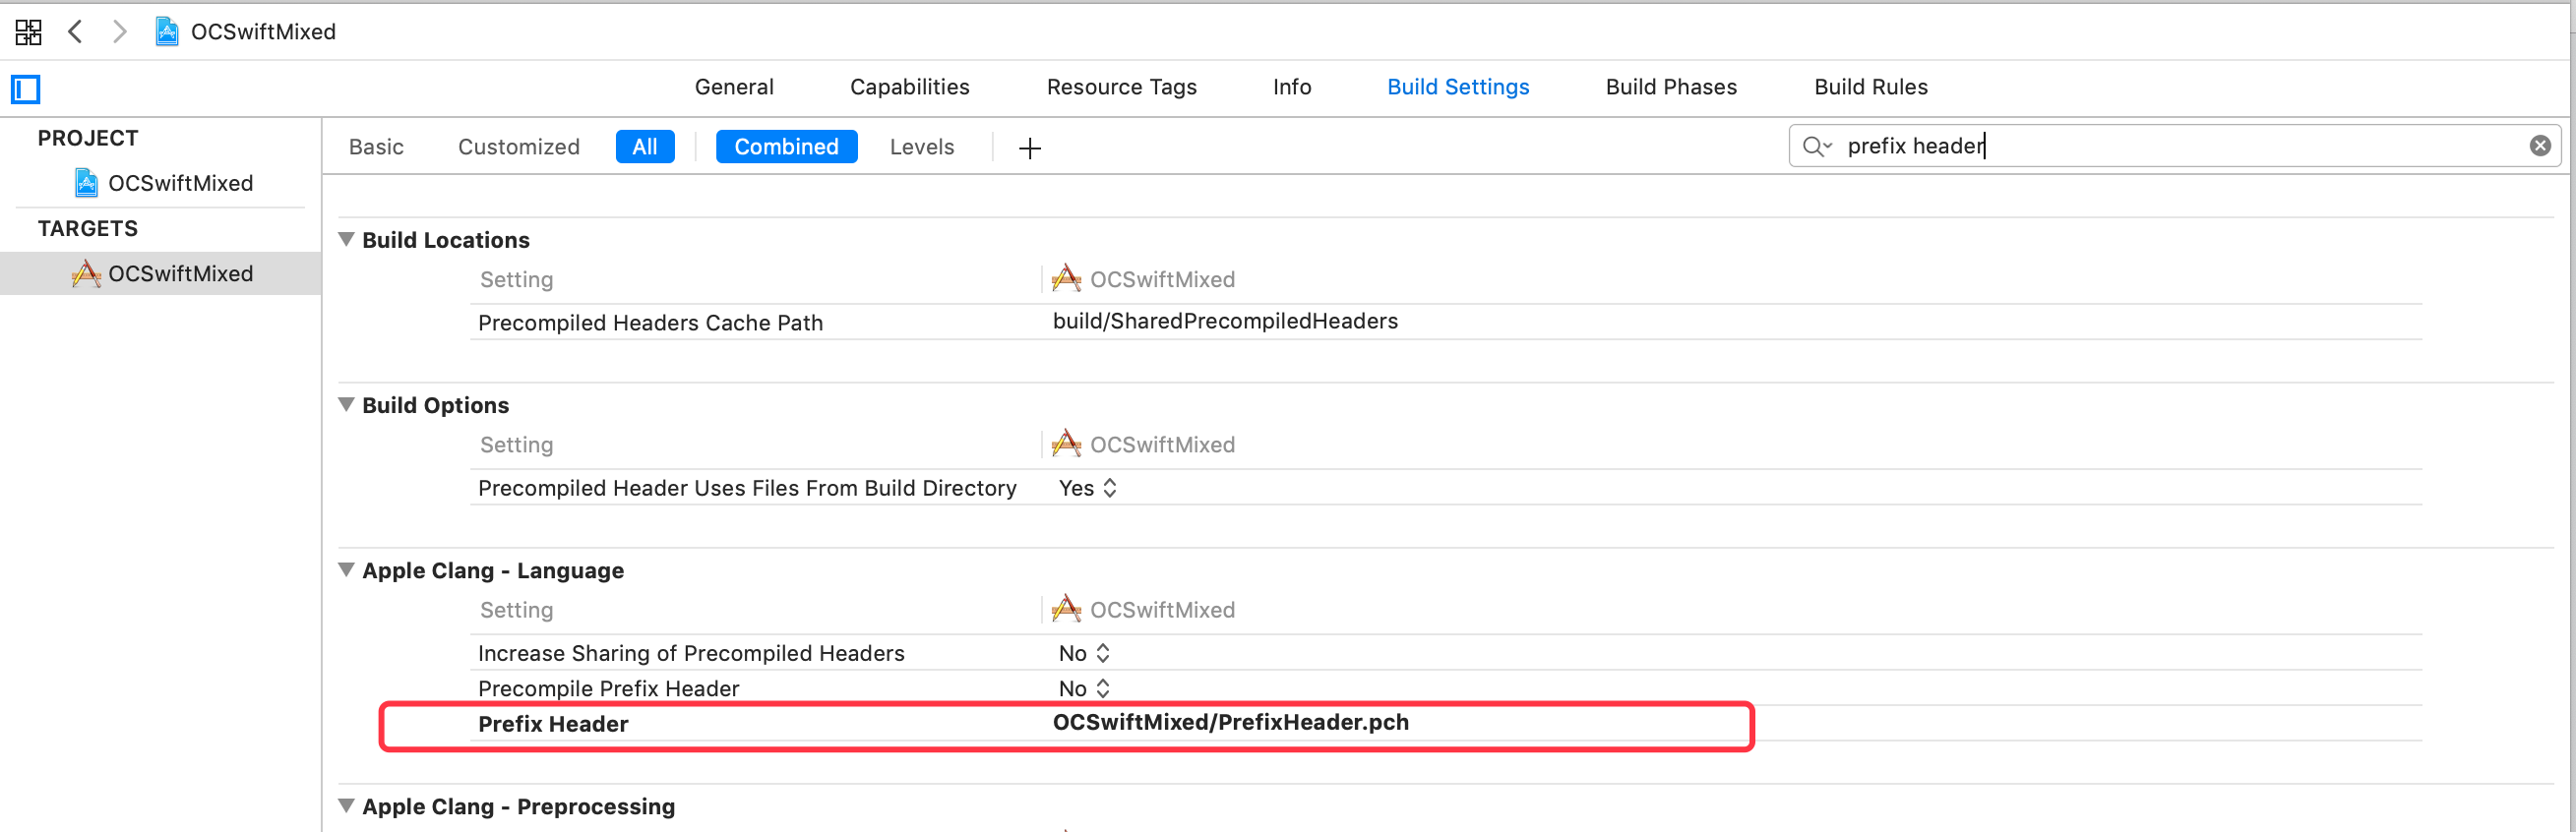 OCSwiftMixed
General Capabilities Resource Tags Info Build Settings Build Phases Build Rules
PROJECT
OCSwiftMixed
TARGETS
OCSwiftMixed
Basic Customized All Combined Levels prefix header
Build Locations
Setting OCSwiftMixed
Precompiled Headers Cache Path build/SharedPrecompiledHeaders
Build Options
Setting OCSwiftMixed
Precompiled Header Uses Files From Build Directory Yes
Apple Clang - Language
Setting OCSwiftMixed
Increase Sharing of Precompiled Headers No
Precompile Prefix Header No
Prefix Header OCSwiftMixed/PrefixHeader.pch
Apple Clang - Preprocessing